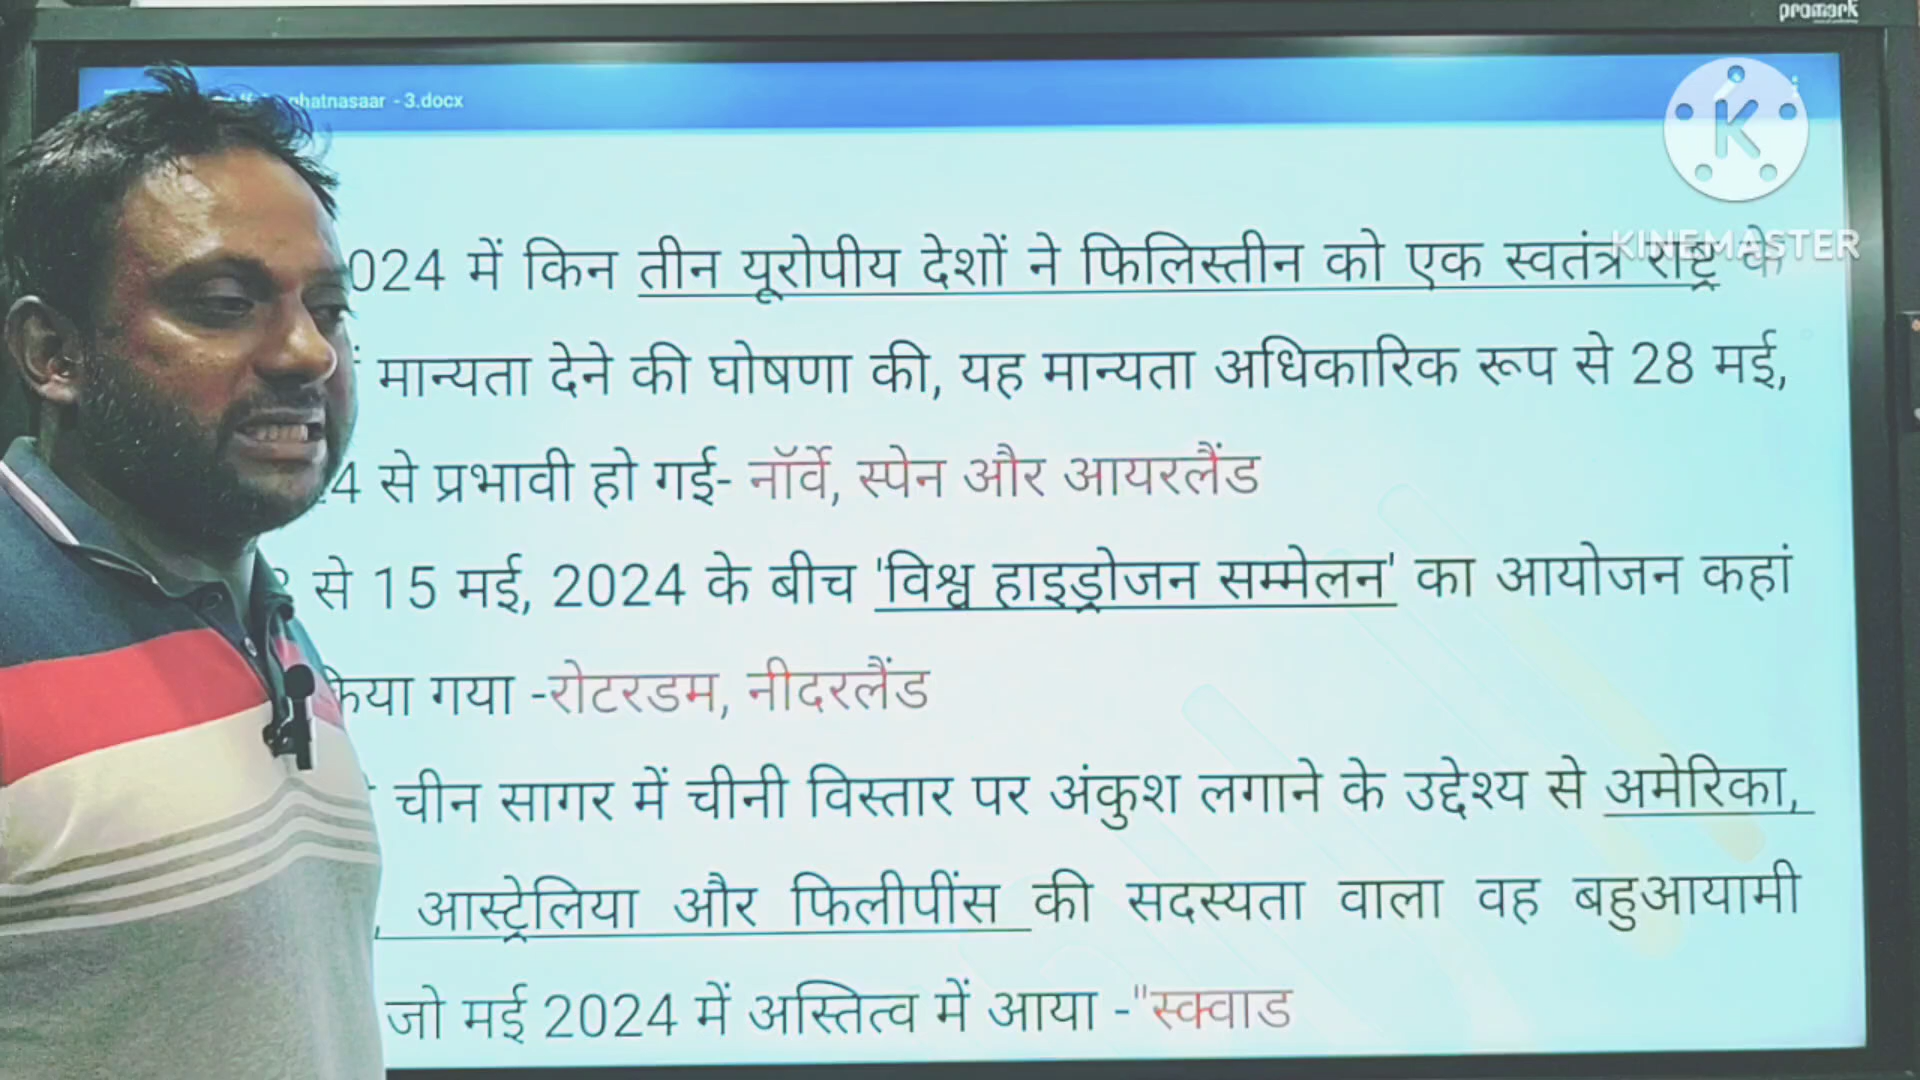 promark
ghatnasaar - 3.docx
KINEMASTER
024 में किन तीन यूरोपीय देशों ने फिलिस्तीन को एक स्वतंत्र राष्ट्र के
मान्यता देने की घोषणा की, यह मान्यता अधिकारिक रूप से 28 मई,
4 से प्रभावी हो गई- नॉर्वे, स्पेन और आयरलैंड
से 15 मई, 2024 के बीच 'विश्व हाइड्रोजन सम्मेलन' का आयोजन कहां
किया गया -रोटरडम, नीदरलैंड
चीन सागर में चीनी विस्तार पर अंकुश लगाने के उद्देश्य से अमेरिका,
, आस्ट्रेलिया और फिलीपींस की सदस्यता वाला वह बहुआयामी
जो मई 2024 में अस्तित्व में आया -"स्क्वाड